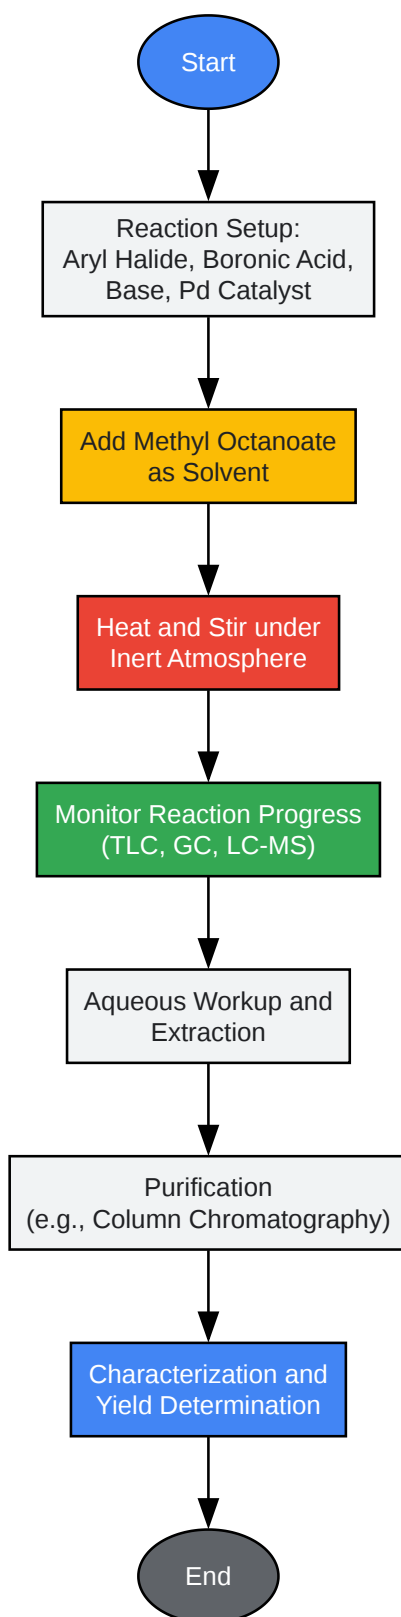 Start
Reaction Setup:
Aryl Halide, Boronic Acid,
Base, Pd Catalyst
Add Methyl Octanoate
as Solvent
Heat and Stir under
Inert Atmosphere
Monitor Reaction Progress
(TLC, GC, LC-MS)
Aqueous Workup and
Extraction
Purification
(e.g., Column Chromatography)
Characterization and
Yield Determination
End